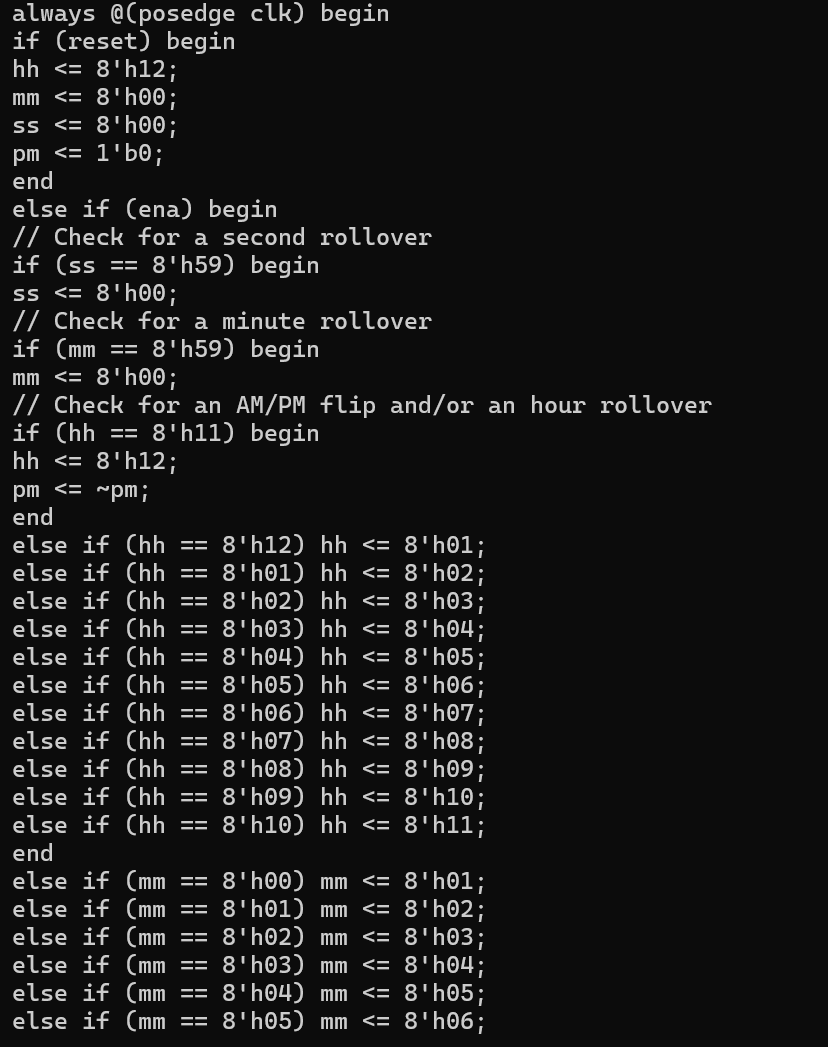 always @(posedge clk) begin
if (reset) begin
hh <= 8'h12;
mm <= 8'h00;
ss <= 8'h00;
pm <= 1'b0;
end
else if (ena) begin
// Check for a second rollover
if (ss == 8'h59) begin
ss <= 8'h00;
// Check for a minute rollover
if (mm == 8'h59) begin
mm <= 8'h00;
// Check for an AM/PM flip and/or an hour rollover
if (hh == 8'h11) begin
hh <= 8'h12;
pm <= ~pm;
end
else if (hh == 8'h12) hh <= 8'h01;
else if (hh == 8'h01) hh <= 8'h02;
else if (hh == 8'h02) hh <= 8'h03;
else if (hh == 8'h03) hh <= 8'h04;
else if (hh == 8'h04) hh <= 8'h05;
else if (hh == 8'h05) hh <= 8'h06;
else if (hh == 8'h06) hh <= 8'h07;
else if (hh == 8'h07) hh <= 8'h08;
else if (hh == 8'h08) hh <= 8'h09;
else if (hh == 8'h09) hh <= 8'h10;
else if (hh == 8'h10) hh <= 8'h11;
end
else if (mm == 8'h00) mm <= 8'h01;
else if (mm == 8'h01) mm <= 8'h02;
else if (mm == 8'h02) mm <= 8'h03;
else if (mm == 8'h03) mm <= 8'h04;
else if (mm == 8'h04) mm <= 8'h05;
else if (mm == 8'h05) mm <= 8'h06;